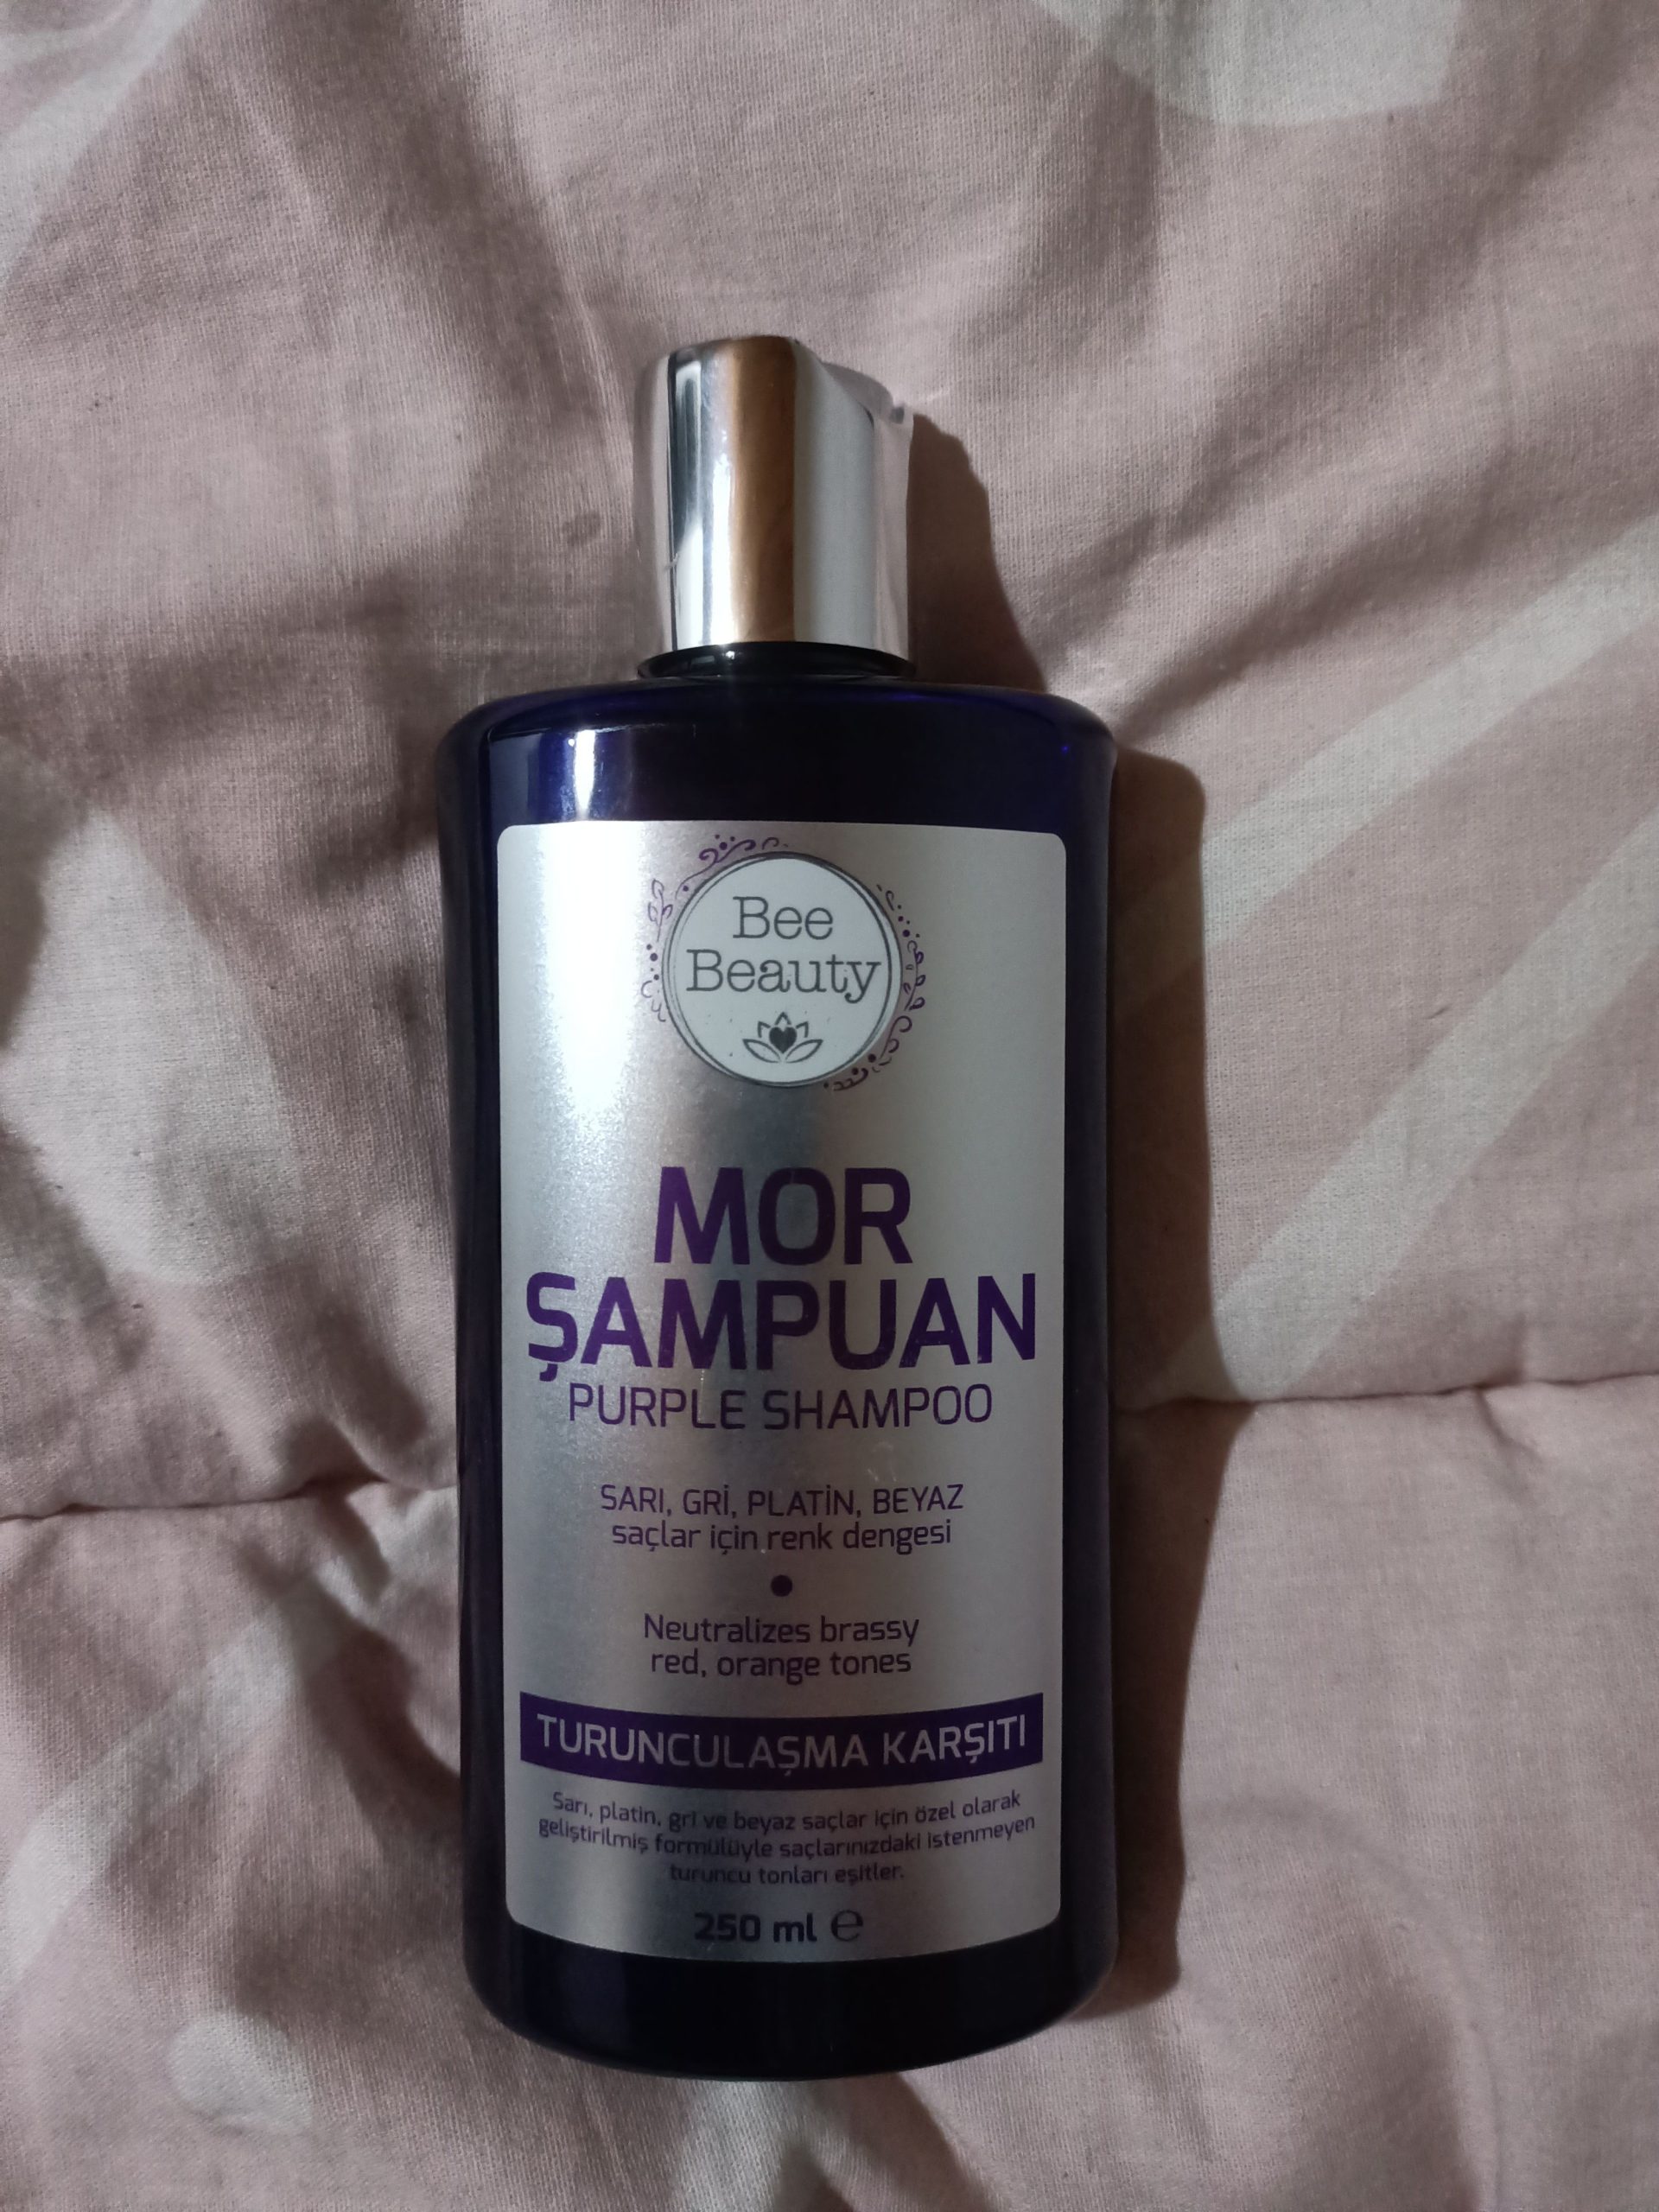 Bee
Beauty
MOR
ŞAMPUAN
PURPLE SHAMPOO
SARI, GRİ, PLATİN, BEYAZ
saçlar için renk dengesi
Neutralizes brassy
red, orange tones
TURUNCULAŞMA KARŞITI
Sarı, platin, gri ve beyaz saçlar için özel olarak
geliştirilmiş formülüyle saçlarınızdaki istenmeyen
turuncu tonları eşitler.
250 ml ℮